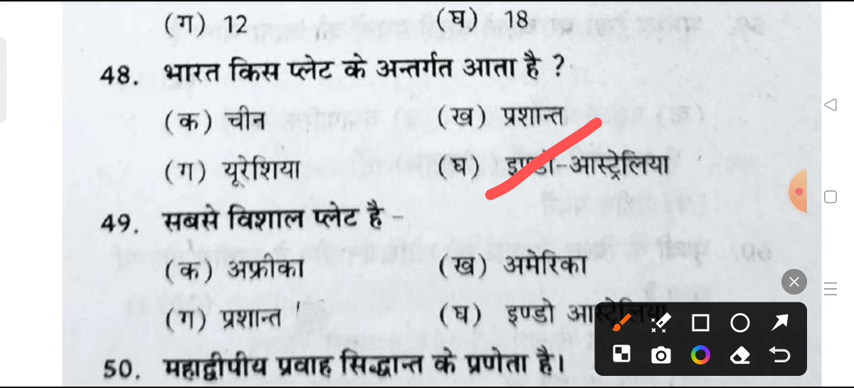 (ग) 12 (घ) 18
48. भारत किस प्लेट के अन्तर्गत आता है ?
(क) चीन (ख) प्रशान्त
(ग) यूरेशिया (घ) इण्डो-आस्ट्रेलिया
49. सबसे विशाल प्लेट है –
(क) अफ्रीका (ख) अमेरिका
(ग) प्रशान्त (घ) इण्डो आस्ट्रेलिया
50. महाद्वीपीय प्रवाह सिद्धान्त के प्रणेता है।